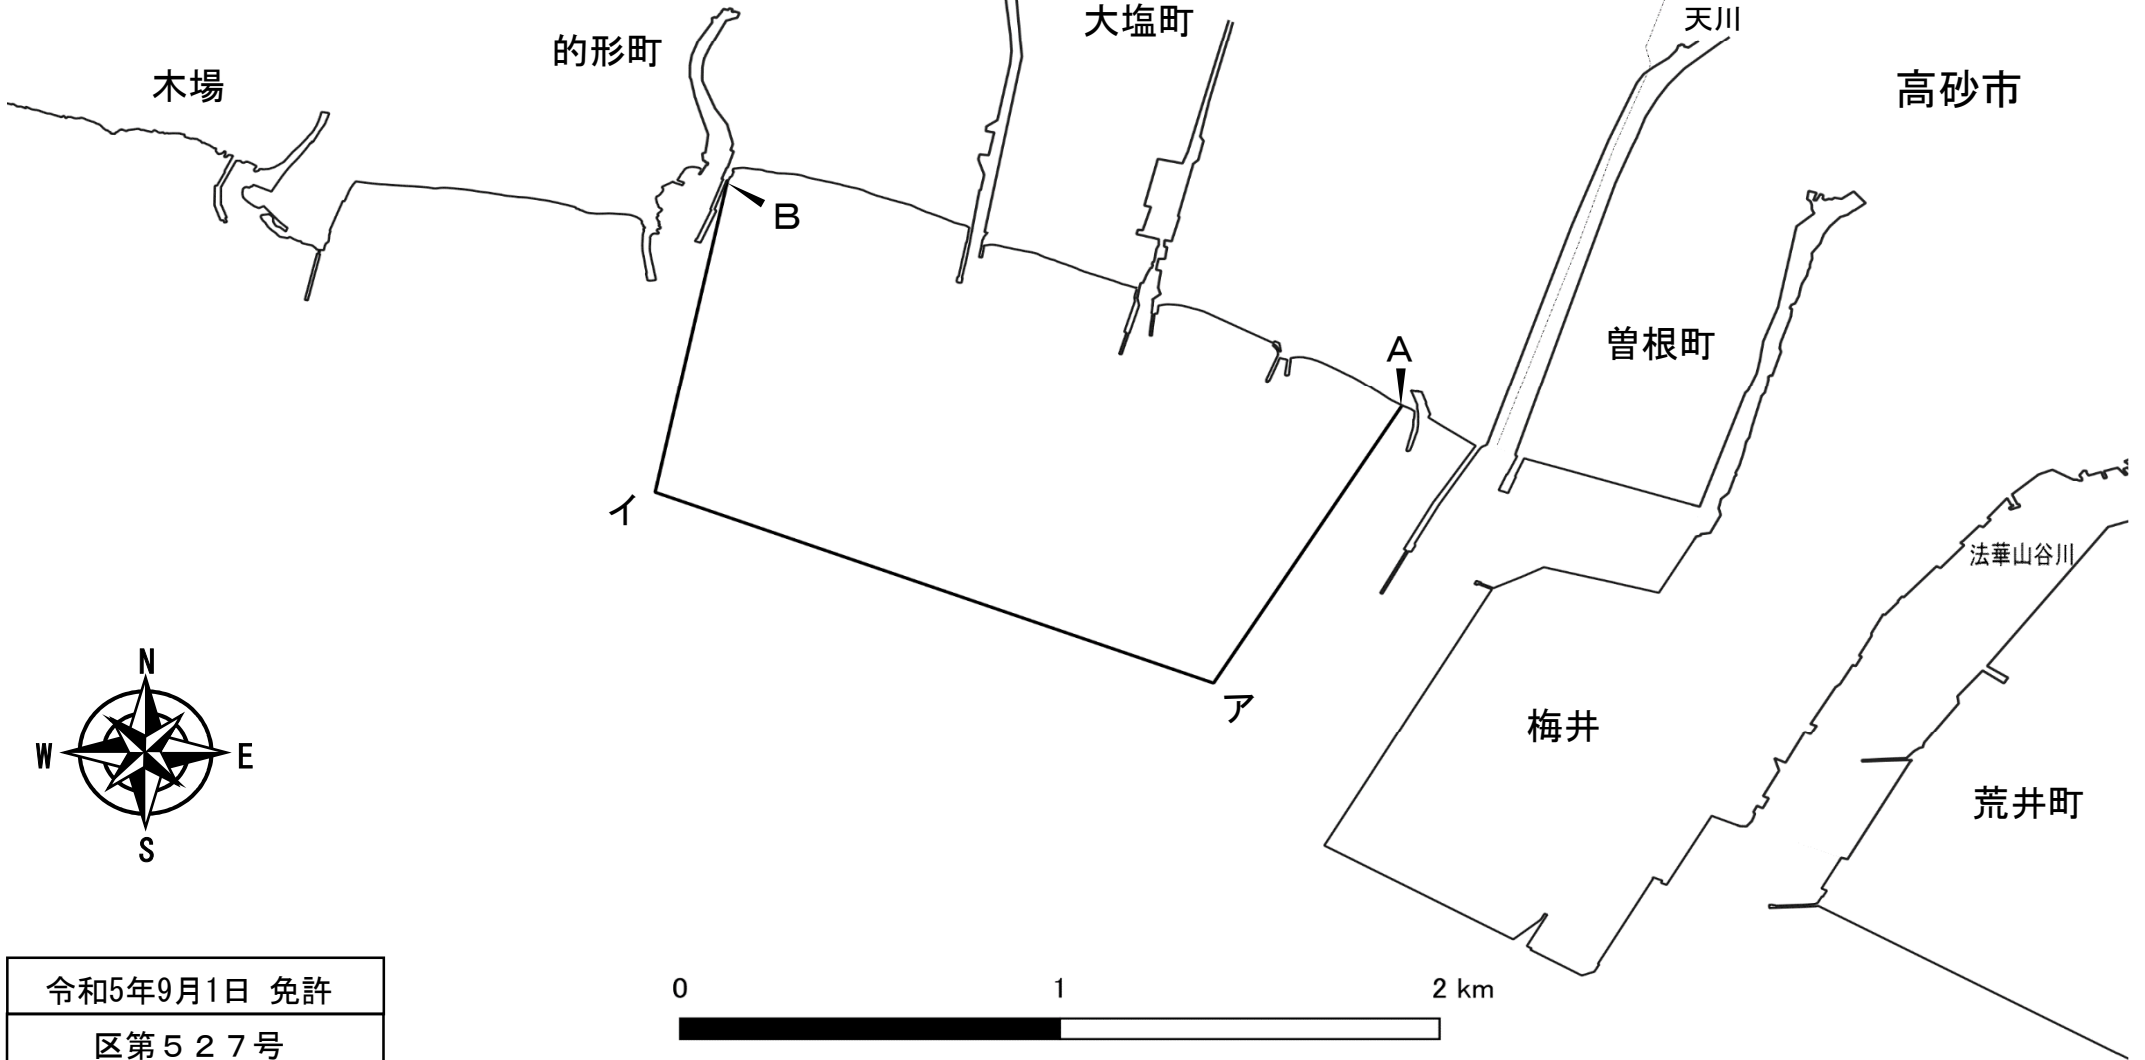 大塩町
天川
的形町
木場
高砂市
B
曽根町
A
イ
法華山谷川
ア
梅井
荒井町
N
W
E
S
令和5年9月1日 免許
区第527号
0 1 2 km